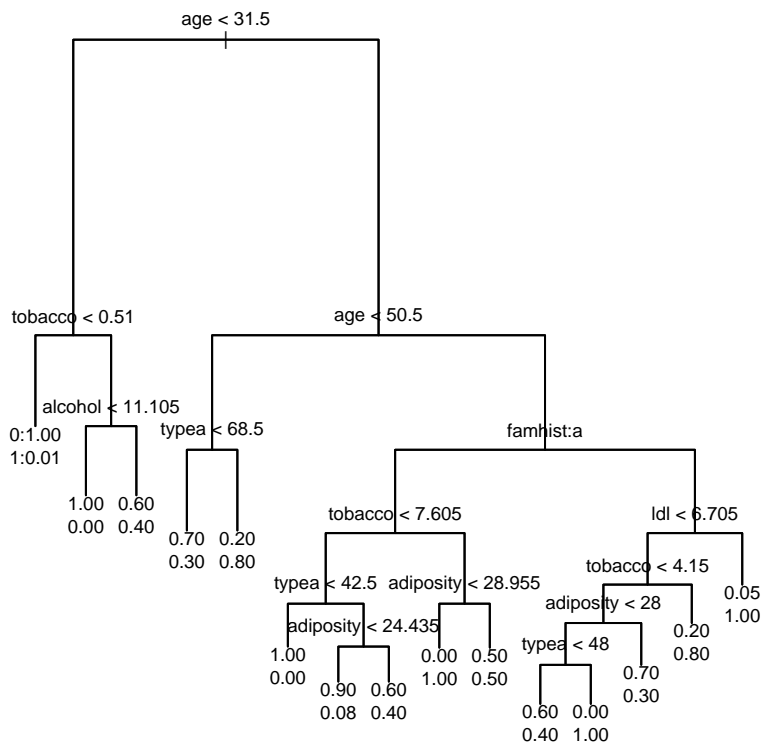 age < 31.5
tobacco < 0.51
age < 50.5
alcohol < 11.105
0:1.00
1:0.01
typea < 68.5
famhist:a
1.00
0.00
0.60
0.40
0.70
0.30
0.20
0.80
tobacco < 7.605
ldl < 6.705
typea < 42.5
adiposity < 28.955
tobacco < 4.15
0.05
1.00
adiposity < 24.435
adiposity < 28
1.00
0.00
0.00
1.00
0.50
0.50
0.20
0.80
typea < 48
0.90
0.08
0.60
0.40
0.70
0.30
0.60
0.40
0.00
1.00